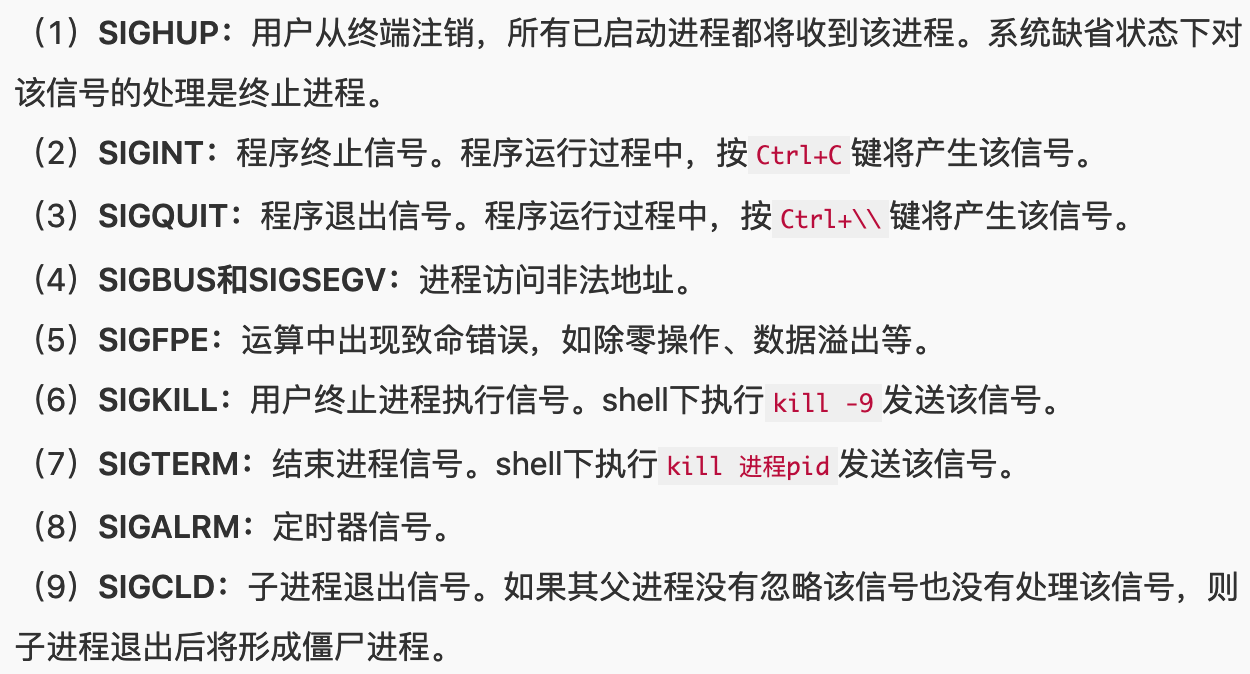 （1）SIGHUP：用户从终端注销，所有已启动进程都将收到该进程。系统缺省状态下对
该信号的处理是终止进程。
（2）SIGINT：程序终止信号。程序运行过程中，按Ctrl+C键将产生该信号。
（3）SIGQUIT：程序退出信号。程序运行过程中，按Ctrl+\\键将产生该信号。
（4）SIGBUS和SIGSEGV：进程访问非法地址。
（5）SIGFPE：运算中出现致命错误，如除零操作、数据溢出等。
（6）SIGKILL：用户终止进程执行信号。shell下执行kill -9发送该信号。
（7）SIGTERM：结束进程信号。shell下执行kill 进程pid发送该信号。
（8）SIGALRM：定时器信号。
（9）SIGCLD：子进程退出信号。如果其父进程没有忽略该信号也没有处理该信号，则
子进程退出后将形成僵尸进程。